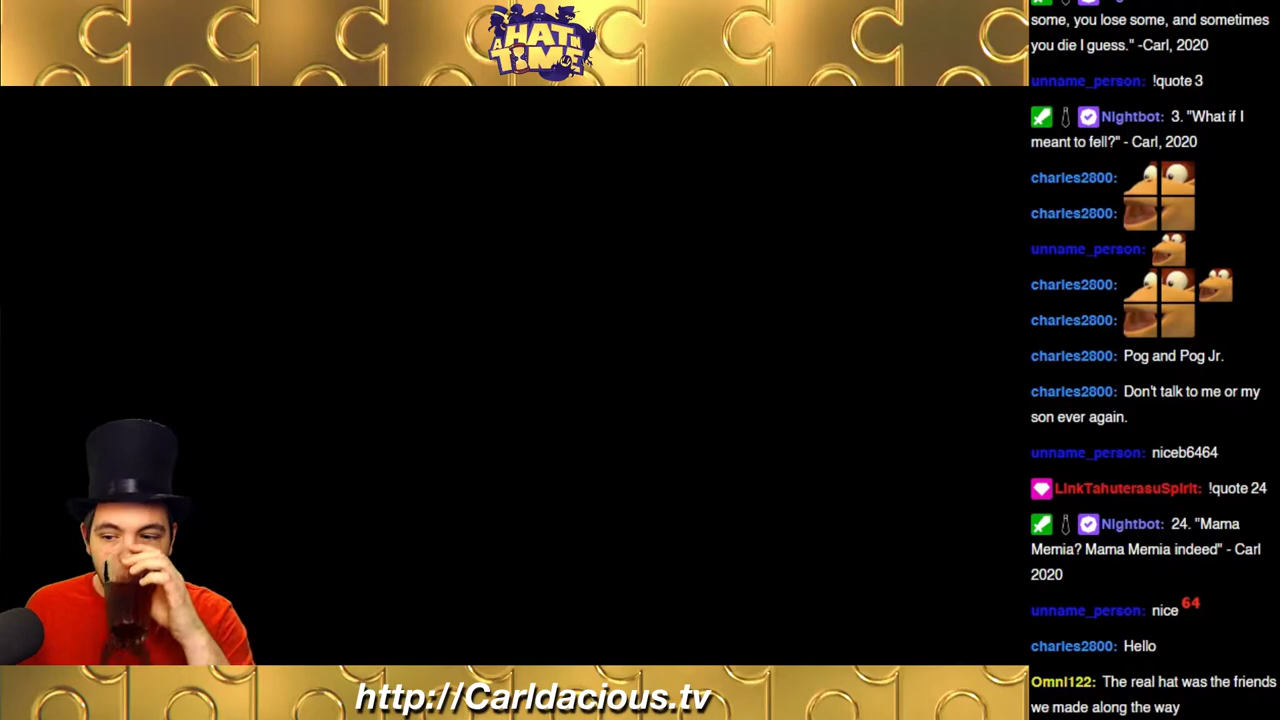 A HAT IN TIME
some, you lose some, and sometimes
you die I guess." -Carl, 2020
unname_person: !quote 3
Nightbot: 3. "What if I
meant to fell?" - Carl, 2020
charles2800:
charles2800:
unname_person:
charles2800:
charles2800:
charles2800: Pog and Pog Jr.
charles2800: Don't talk to me or my
son ever again.
unname_person: niceb6464
LinkTahuterasuSpirit: !quote 24
Nightbot: 24. "Mama
Memia? Mama Memia indeed" - Carl
2020
unname_person: nice 64
charles2800: Hello
Omni122: The real hat was the friends
we made along the way
http://Carldacious.tv